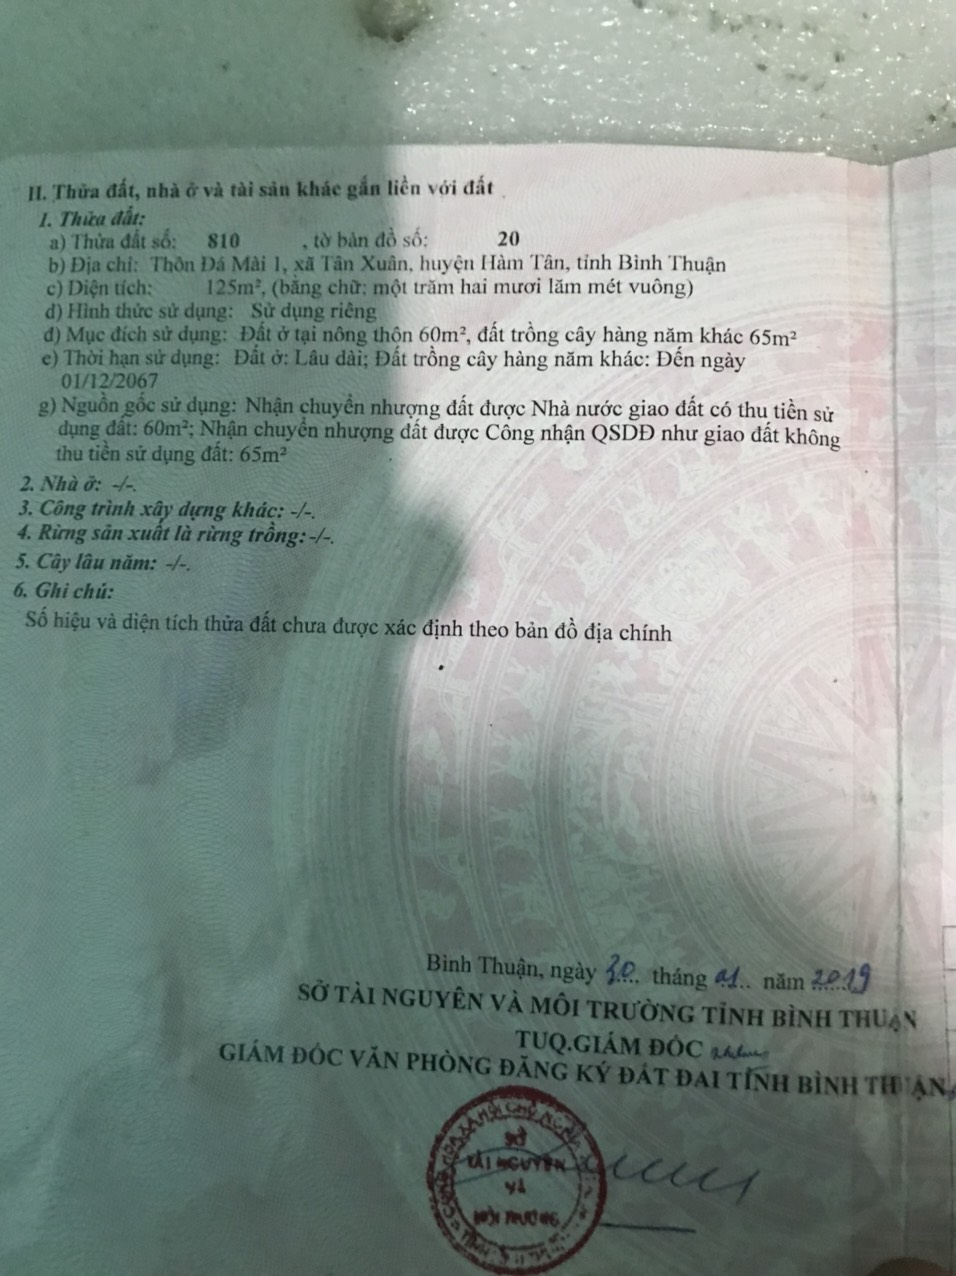 II. Thửa đất, nhà ở và tài sản khác gắn liền với đất
1. Thửa đất:
a) Thửa đất số: 810 , tờ bản đồ số: 20
b) Địa chỉ: Thôn Đá Mài 1, xã Tân Xuân, huyện Hàm Tân, tỉnh Bình Thuận
c) Diện tích: 125m², (bằng chữ: một trăm hai mươi lăm mét vuông)
d) Hình thức sử dụng: Sử dụng riêng
đ) Mục đích sử dụng: Đất ở tại nông thôn 60m², đất trồng cây hàng năm khác 65m²
e) Thời hạn sử dụng: Đất ở: Lâu dài; Đất trồng cây hàng năm khác: Đến ngày
01/12/2067
g) Nguồn gốc sử dụng: Nhận chuyển nhượng đất được Nhà nước giao đất có thu tiền sử
dụng đất: 60m²; Nhận chuyển nhượng đất được Công nhận QSDĐ như giao đất không
thu tiền sử dụng đất: 65m²
2. Nhà ở: -/-.
3. Công trình xây dựng khác: -/-.
4. Rừng sản xuất là rừng trồng: -/-.
5. Cây lâu năm: -/-.
6. Ghi chú:
Số hiệu và diện tích thửa đất chưa được xác định theo bản đồ địa chính
Bình Thuận, ngày 30 tháng 01 năm 2019
SỞ TÀI NGUYÊN VÀ MÔI TRƯỜNG TỈNH BÌNH THUẬN
TUQ.GIÁM ĐỐC
GIÁM ĐỐC VĂN PHÒNG ĐĂNG KÝ ĐẤT ĐAI TỈNH BÌNH THUẬN
SỞ
TÀI NGUYÊN
VÀ
MÔI TRƯỜNG